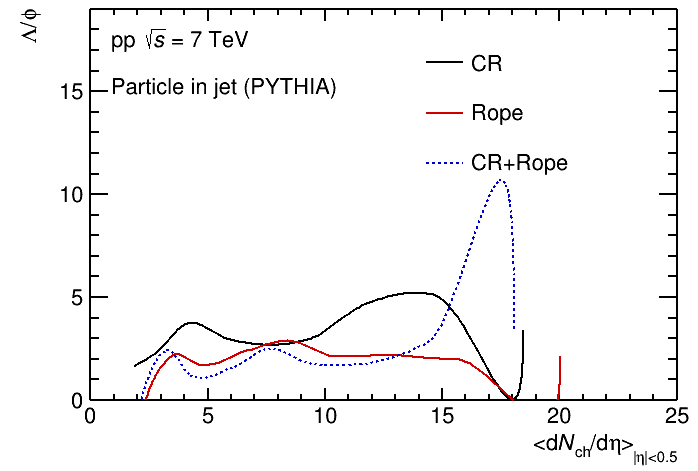 Λ/ϕ
pp √s = 7 TeV
Particle in jet (PYTHIA)
CR
Rope
CR+Rope
15
10
5
0
0 5 10 15 20 25
<dN_ch/dη>_|η|<0.5